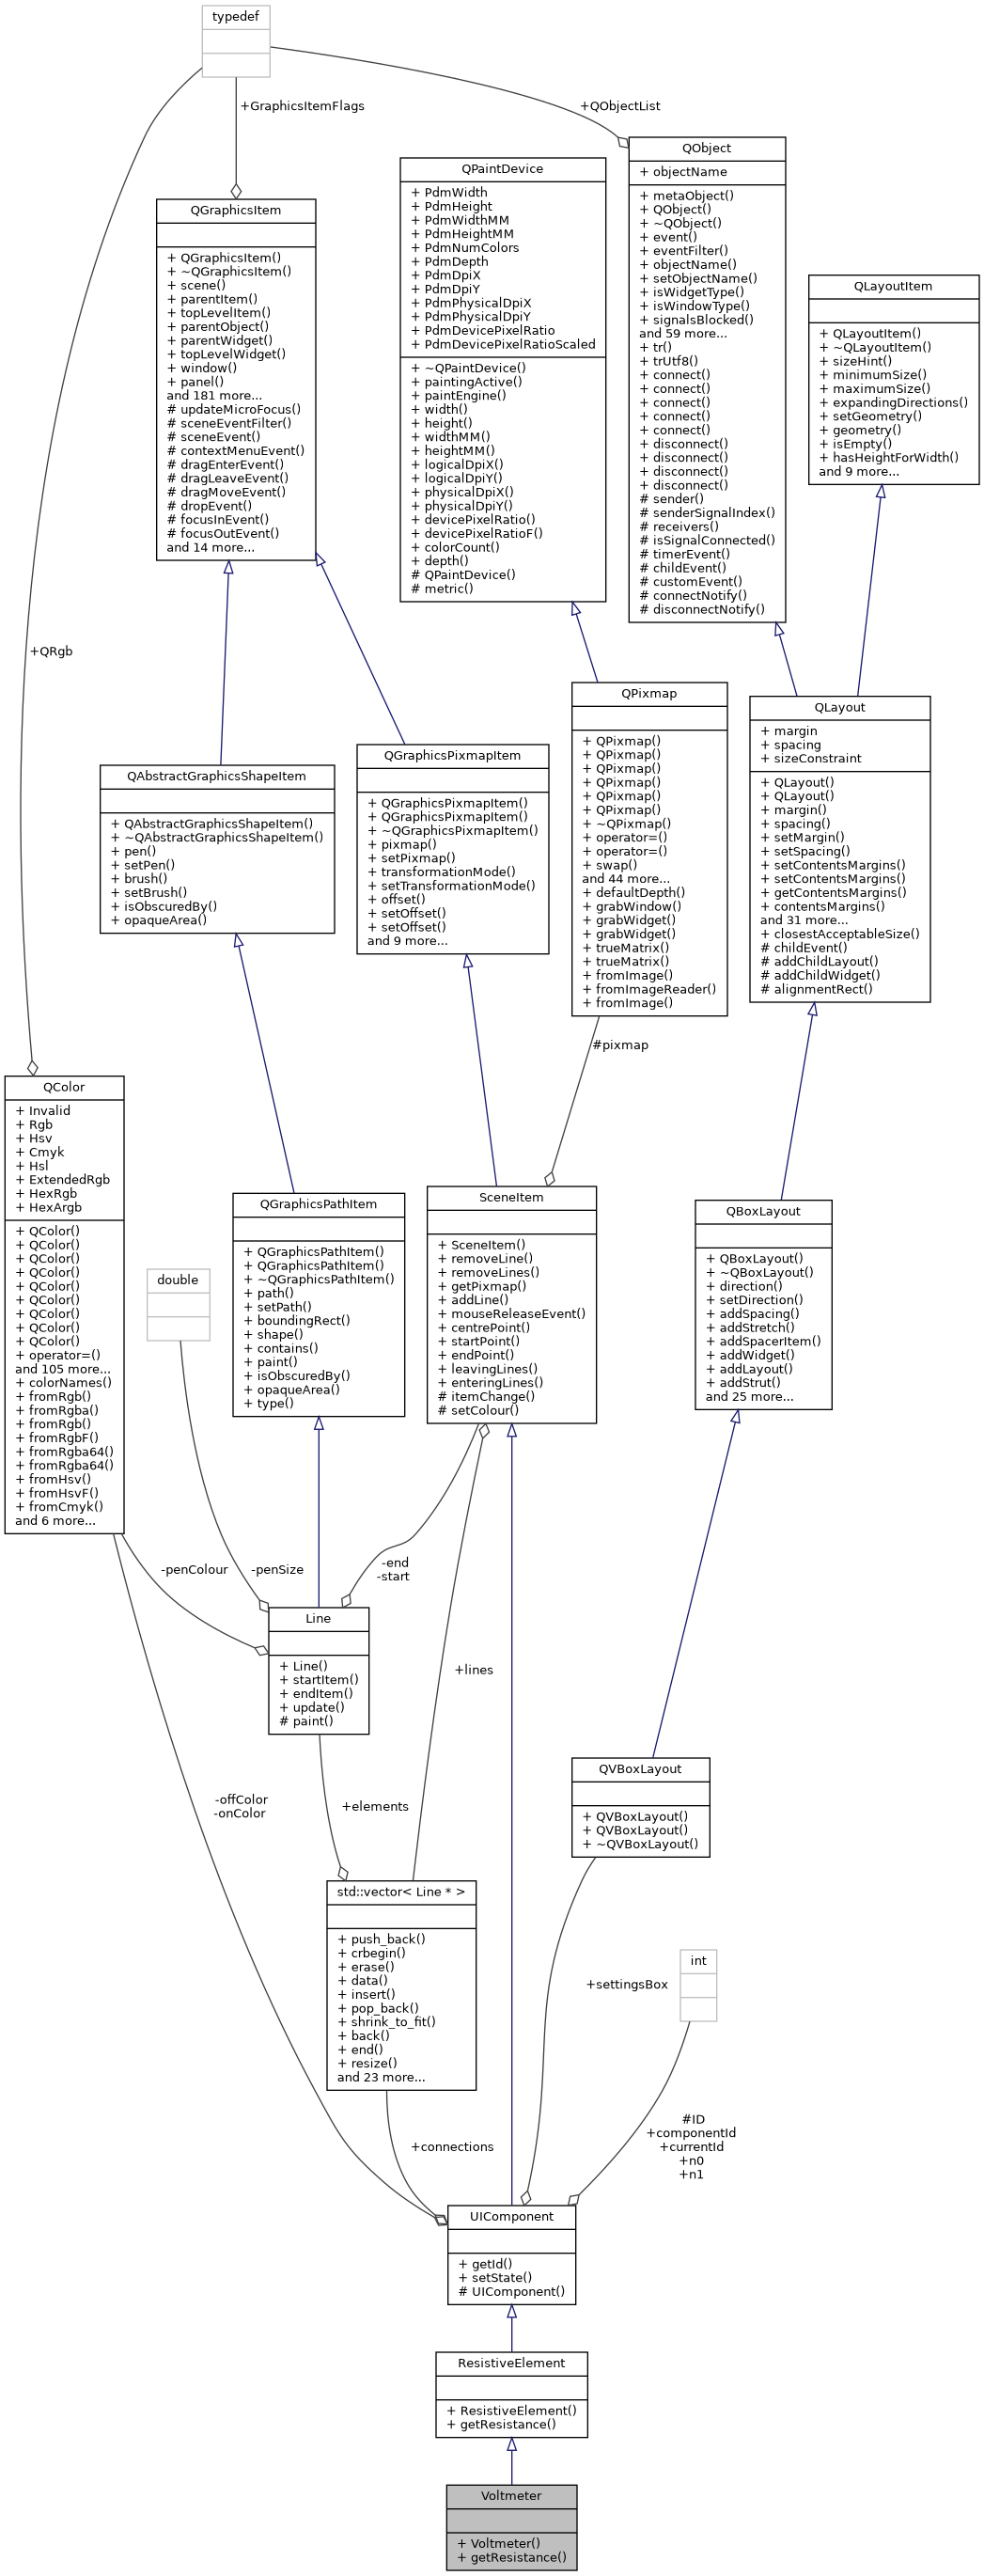 typedef
+GraphicsItemFlags
+QObjectList
QObject
+ objectName
+ metaObject()
+ QObject()
+ ~QObject()
+ event()
+ eventFilter()
+ objectName()
+ setObjectName()
+ isWidgetType()
+ isWindowType()
+ signalsBlocked()
and 59 more...
+ tr()
+ trUtf8()
+ connect()
+ connect()
+ connect()
+ connect()
+ connect()
+ disconnect()
+ disconnect()
+ disconnect()
+ disconnect()
# sender()
# senderSignalIndex()
# receivers()
# isSignalConnected()
# timerEvent()
# childEvent()
# customEvent()
# connectNotify()
# disconnectNotify()
QPaintDevice
+ PdmWidth
+ PdmHeight
+ PdmWidthMM
+ PdmHeightMM
+ PdmNumColors
+ PdmDepth
+ PdmDpiX
+ PdmDpiY
+ PdmPhysicalDpiX
+ PdmPhysicalDpiY
+ PdmDevicePixelRatio
+ PdmDevicePixelRatioScaled
+ ~QPaintDevice()
+ paintingActive()
+ paintEngine()
+ width()
+ height()
+ widthMM()
+ heightMM()
+ logicalDpiX()
+ logicalDpiY()
+ physicalDpiX()
+ physicalDpiY()
+ devicePixelRatio()
+ devicePixelRatioF()
+ colorCount()
+ depth()
# QPaintDevice()
# metric()
QGraphicsItem
+ QGraphicsItem()
+ ~QGraphicsItem()
+ scene()
+ parentItem()
+ topLevelItem()
+ parentObject()
+ parentWidget()
+ topLevelWidget()
+ window()
+ panel()
and 181 more...
# updateMicroFocus()
# sceneEventFilter()
# sceneEvent()
# contextMenuEvent()
# dragEnterEvent()
# dragLeaveEvent()
# dragMoveEvent()
# dropEvent()
# focusInEvent()
# focusOutEvent()
and 14 more...
QLayoutItem
+ QLayoutItem()
+ ~QLayoutItem()
+ sizeHint()
+ minimumSize()
+ maximumSize()
+ expandingDirections()
+ setGeometry()
+ geometry()
+ isEmpty()
+ hasHeightForWidth()
and 9 more...
+QRgb
QPixmap
+ QPixmap()
+ QPixmap()
+ QPixmap()
+ QPixmap()
+ QPixmap()
+ QPixmap()
+ ~QPixmap()
+ operator=()
+ operator=()
+ swap()
and 44 more...
+ defaultDepth()
+ grabWindow()
+ grabWidget()
+ grabWidget()
+ trueMatrix()
+ trueMatrix()
+ fromImage()
+ fromImageReader()
+ fromImage()
QLayout
+ margin
+ spacing
+ sizeConstraint
+ QLayout()
+ QLayout()
+ margin()
+ spacing()
+ setMargin()
+ setSpacing()
+ setContentsMargins()
+ setContentsMargins()
+ getContentsMargins()
+ contentsMargins()
and 31 more...
+ closestAcceptableSize()
# childEvent()
# addChildLayout()
# addChildWidget()
# alignmentRect()
QGraphicsPixmapItem
+ QGraphicsPixmapItem()
+ QGraphicsPixmapItem()
+ ~QGraphicsPixmapItem()
+ pixmap()
+ setPixmap()
+ transformationMode()
+ setTransformationMode()
+ offset()
+ setOffset()
+ setOffset()
and 9 more...
QAbstractGraphicsShapeItem
+ QAbstractGraphicsShapeItem()
+ ~QAbstractGraphicsShapeItem()
+ pen()
+ setPen()
+ brush()
+ setBrush()
+ isObscuredBy()
+ opaqueArea()
#pixmap
QColor
+ Invalid
+ Rgb
+ Hsv
+ Cmyk
+ Hsl
+ ExtendedRgb
+ HexRgb
+ HexArgb
+ QColor()
+ QColor()
+ QColor()
+ QColor()
+ QColor()
+ QColor()
+ QColor()
+ QColor()
+ QColor()
+ operator=()
and 105 more...
+ colorNames()
+ fromRgb()
+ fromRgba()
+ fromRgb()
+ fromRgbF()
+ fromRgba64()
+ fromRgba64()
+ fromHsv()
+ fromHsvF()
+ fromCmyk()
and 6 more...
double
QGraphicsPathItem
+ QGraphicsPathItem()
+ QGraphicsPathItem()
+ ~QGraphicsPathItem()
+ path()
+ setPath()
+ boundingRect()
+ shape()
+ contains()
+ paint()
+ isObscuredBy()
+ opaqueArea()
+ type()
SceneItem
+ SceneItem()
+ removeLine()
+ removeLines()
+ getPixmap()
+ addLine()
+ mouseReleaseEvent()
+ centrePoint()
+ startPoint()
+ endPoint()
+ leavingLines()
+ enteringLines()
# itemChange()
# setColour()
QBoxLayout
+ QBoxLayout()
+ ~QBoxLayout()
+ direction()
+ setDirection()
+ addSpacing()
+ addStretch()
+ addSpacerItem()
+ addWidget()
+ addLayout()
+ addStrut()
and 25 more...
-penColour
-penSize
-end
-start
Line
+ Line()
+ startItem()
+ endItem()
+ update()
# paint()
+lines
-offColor
-onColor
+elements
QVBoxLayout
+ QVBoxLayout()
+ QVBoxLayout()
+ ~QVBoxLayout()
std::vector< Line * >
+ push_back()
+ crbegin()
+ erase()
+ data()
+ insert()
+ pop_back()
+ shrink_to_fit()
+ back()
+ end()
+ resize()
and 23 more...
+settingsBox
int
+connections
#ID
+componentId
+currentId
+n0
+n1
UIComponent
+ getId()
+ setState()
# UIComponent()
ResistiveElement
+ ResistiveElement()
+ getResistance()
Voltmeter
+ Voltmeter()
+ getResistance()